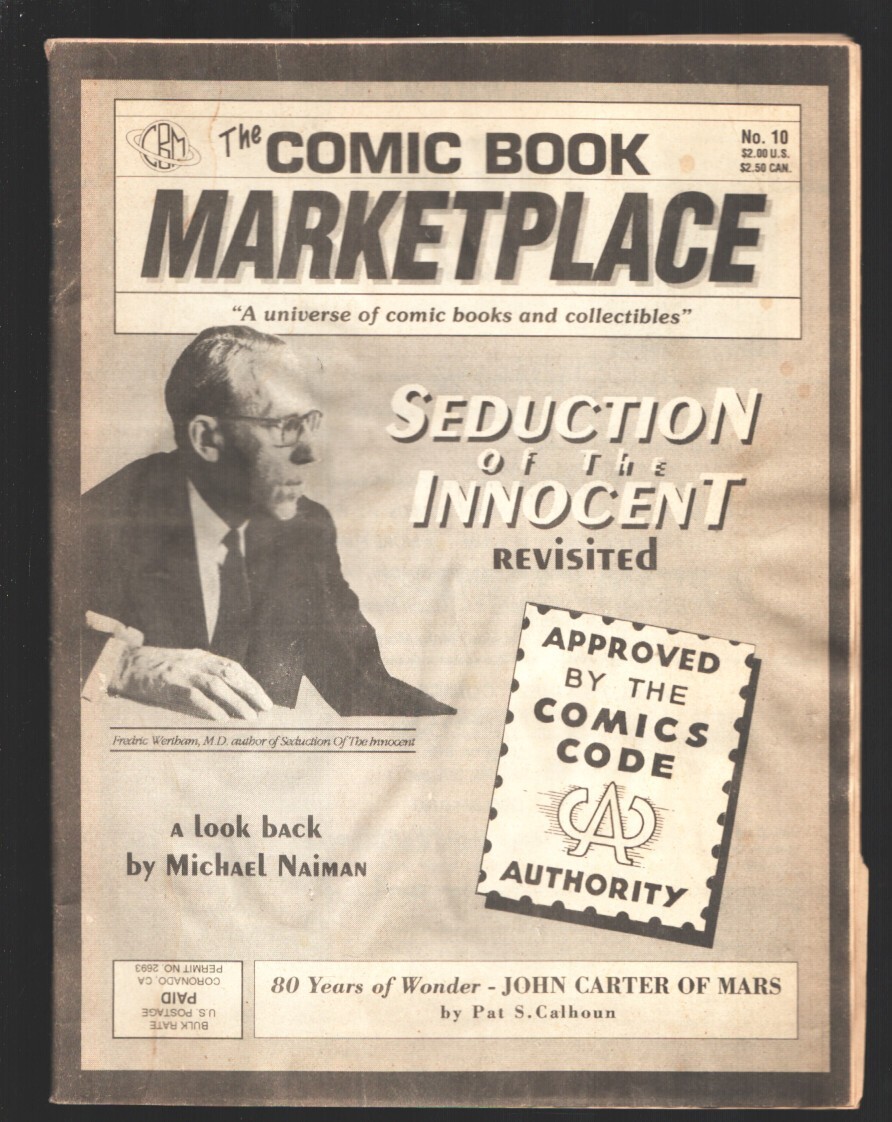 CBM
The COMIC BOOK
No. 10
$2.00 U.S.
$2.50 CAN.
MARKETPLACE
“A universe of comic books and collectibles”
SEDUCTION
OF THE
INNOCENT
REVISITEd
APPROVED
BY THE
COMICS
CODE
CA
AUTHORITY
Fredric Wertham, M.D. author of Seduction Of The Innocent
A look back
by Michael Naiman
BULK RATE
U.S. POSTAGE
PAID
CORONADO, CA
PERMIT NO. 2693
80 Years of Wonder - JOHN CARTER OF MARS
by Pat S.Calhoun